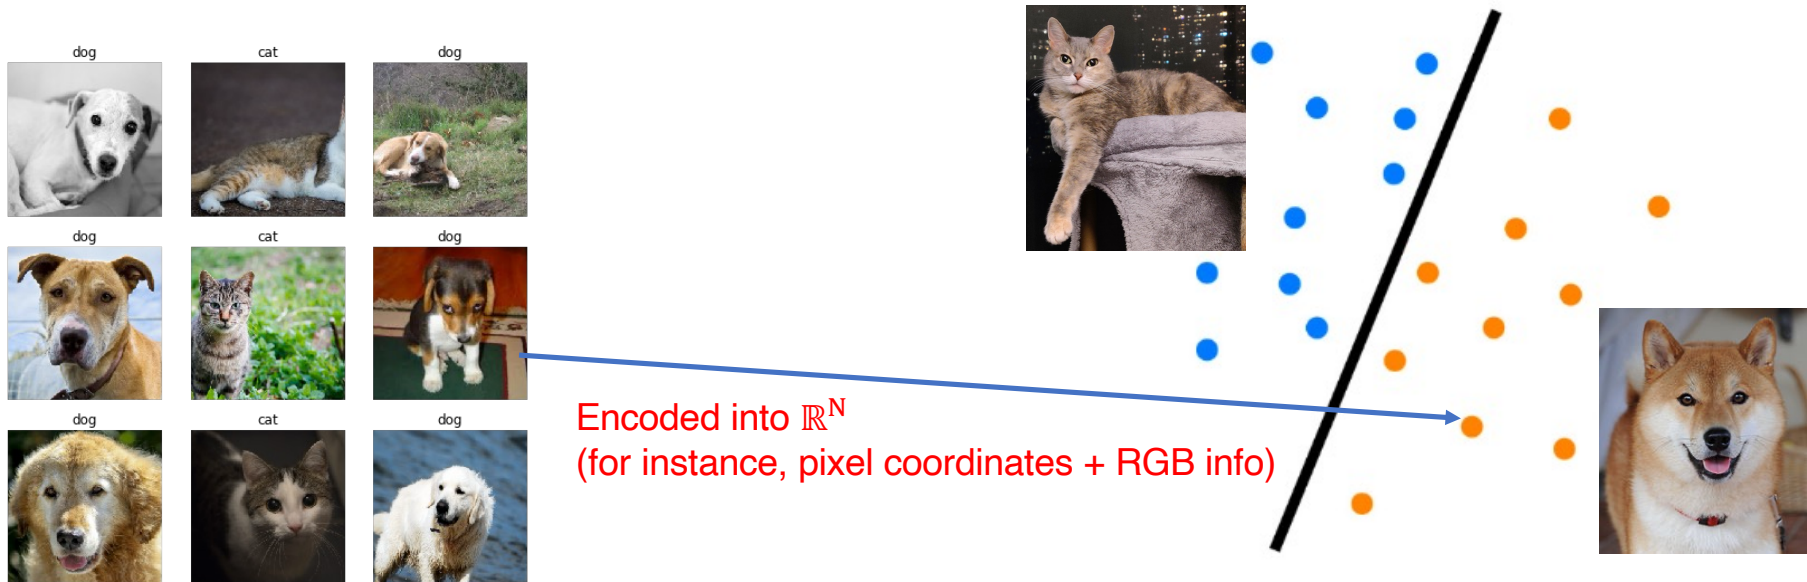 dog
cat
dog
dog
cat
dog
dog
cat
dog
Encoded into ℝᴺ
(for instance, pixel coordinates + RGB info)